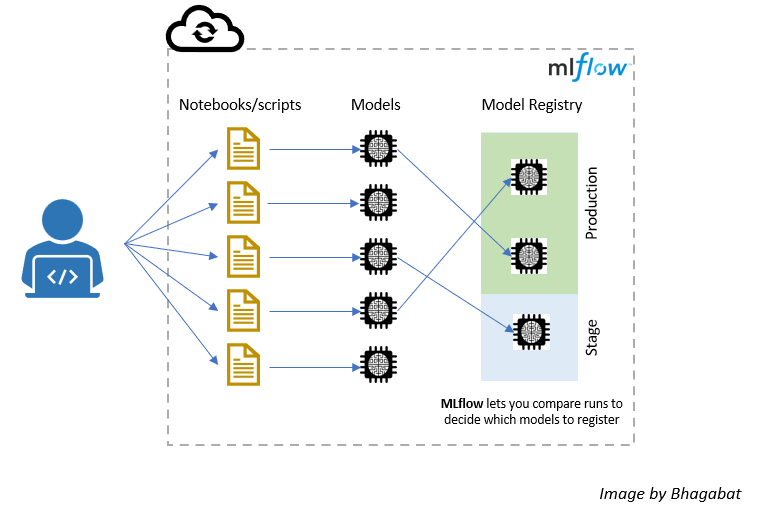 mlflow
Notebooks/scripts
Models
Model Registry
Production
Stage
</>
MLflow lets you compare runs to
decide which models to register
Image by Bhagabat